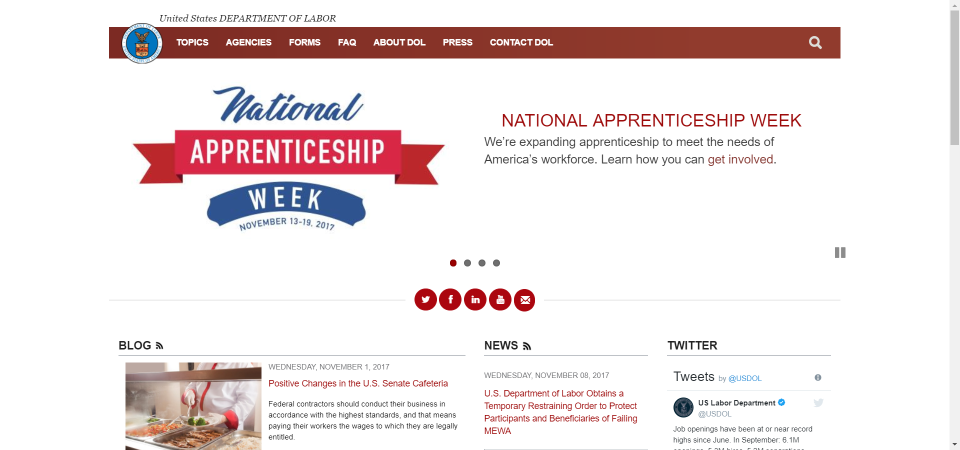 United States DEPARTMENT OF LABOR
TOPICS AGENCIES FORMS FAQ ABOUT DOL PRESS CONTACT DOL
National
APPRENTICESHIP
WEEK
NOVEMBER 13-19, 2017
NATIONAL APPRENTICESHIP WEEK
We're expanding apprenticeship to meet the needs of
America's workforce. Learn how you can get involved.
BLOG
WEDNESDAY, NOVEMBER 1, 2017
Positive Changes in the U.S. Senate Cafeteria
Federal contractors should conduct their business in
accordance with the highest standards, and that means
paying their workers the wages to which they are legally
entitled.
NEWS
WEDNESDAY, NOVEMBER 08, 2017
U.S. Department of Labor Obtains a
Temporary Restraining Order to Protect
Participants and Beneficiaries of Failing
MEWA
TWITTER
Tweets by @USDOL
US Labor Department
@USDOL
Job openings have been at or near record
highs since June. In September: 6.1M